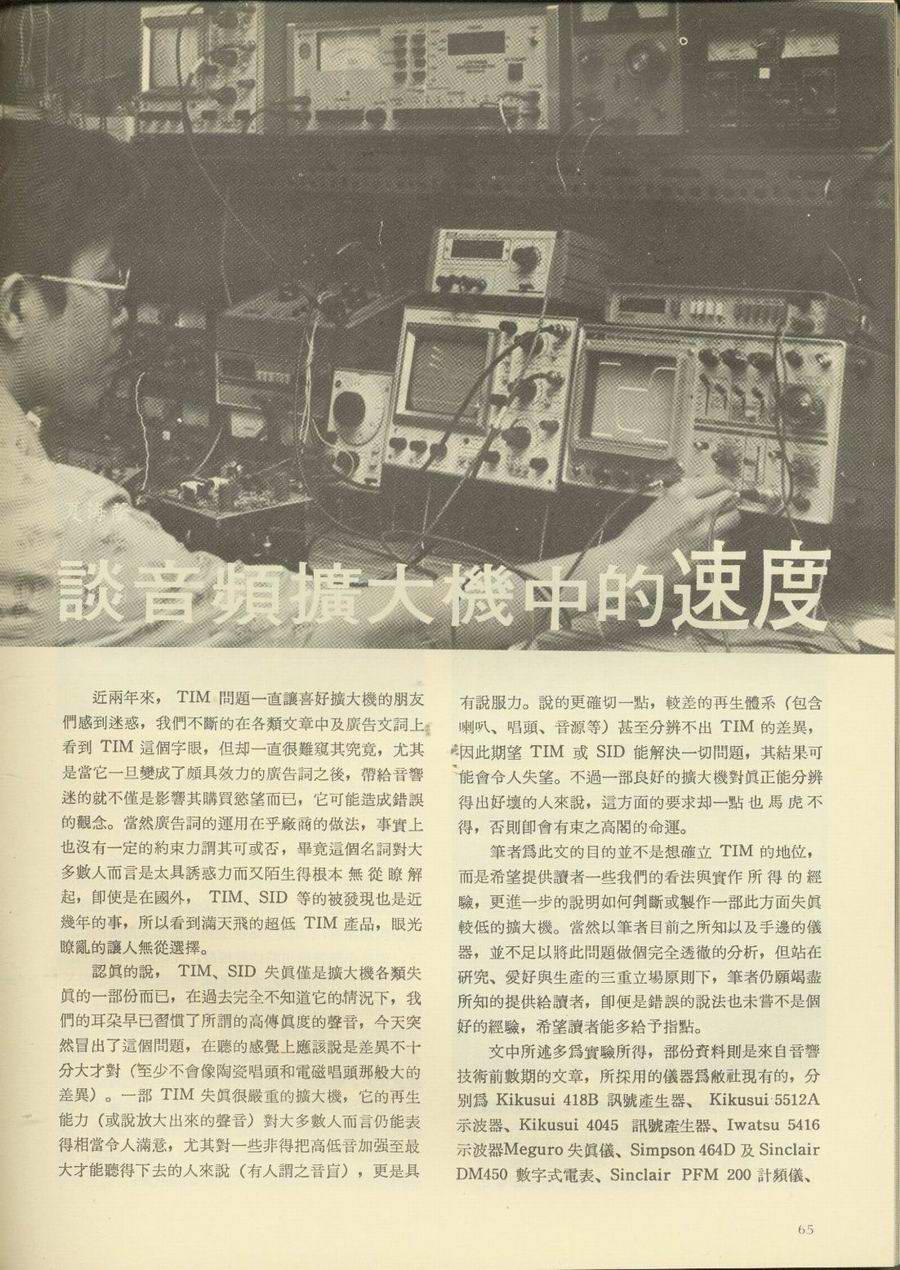 談音頻擴大機中的速度
近兩年來， TIM 問題一直讓喜好擴大機的朋友
們感到迷惑，我們不斷的在各類文章中及廣告文詞上
看到 TIM 這個字眼，但却一直很難窺其究竟，尤其
是當它一旦變成了頗具效力的廣告詞之後，帶給音響
迷的就不僅是影響其購買慾望而已，它可能造成錯誤
的觀念。當然廣告詞的運用在乎廠商的做法，事實上
也沒有一定的約束力謂其可或否，畢竟這個名詞對大
多數人而言是太具誘惑力而又陌生得根本無從瞭解
起，卽使是在國外， TIM、SID 等的被發現也是近
幾年的事，所以看到滿天飛的超低 TIM 產品，眼光
瞭亂的讓人無從選擇。
認眞的說， TIM、SID 失眞僅是擴大機各類失
眞的一部份而已，在過去完全不知道它的情況下，我
們的耳朶早已習慣了所謂的高傳眞度的聲音，今天突
然冒出了這個問題，在聽的感覺上應該說是差異不十
分大才對（至少不會像陶瓷唱頭和電磁唱頭那般大的
差異）。一部 TIM 失眞很嚴重的擴大機，它的再生
能力（或說放大出來的聲音）對大多數人而言仍能表
得相當令人滿意，尤其對一些非得把高低音加强至最
大才能聽得下去的人來說（有人謂之音盲），更是具
有說服力。說的更確切一點，較差的再生體系（包含
喇叭、唱頭、音源等）甚至分辨不出 TIM 的差異，
因此期望 TIM 或 SID 能解決一切問題，其結果可
能會令人失望。不過一部良好的擴大機對眞正能分辨
得出好壞的人來說，這方面的要求却一點也馬虎不
得，否則卽會有束之高閣的命運。
筆者爲此文的目的並不是想確立 TIM 的地位，
而是希望提供讀者一些我們的看法與實作所得的經
驗，更進一步的說明如何判斷或製作一部此方面失眞
較低的擴大機。當然以筆者目前之所知以及手邊的儀
器，並不足以將此問題做個完全透徹的分析，但站在
研究、愛好與生產的三重立場原則下，筆者仍願竭盡
所知的提供給讀者，卽便是錯誤的說法也未嘗不是個
好的經驗，希望讀者能多給予指點。
文中所述多爲實驗所得，部份資料則是來自音響
技術前數期的文章，所採用的儀器爲敝社現有的，分
別爲 Kikusui 418B 訊號產生器、 Kikusui 5512A
示波器、Kikusui 4045 訊號產生器、Iwatsu 5416
示波器Meguro 失眞儀、Simpson 464D 及 Sinclair
DM450 數字式電表、Sinclair PFM 200 計頻儀、
65